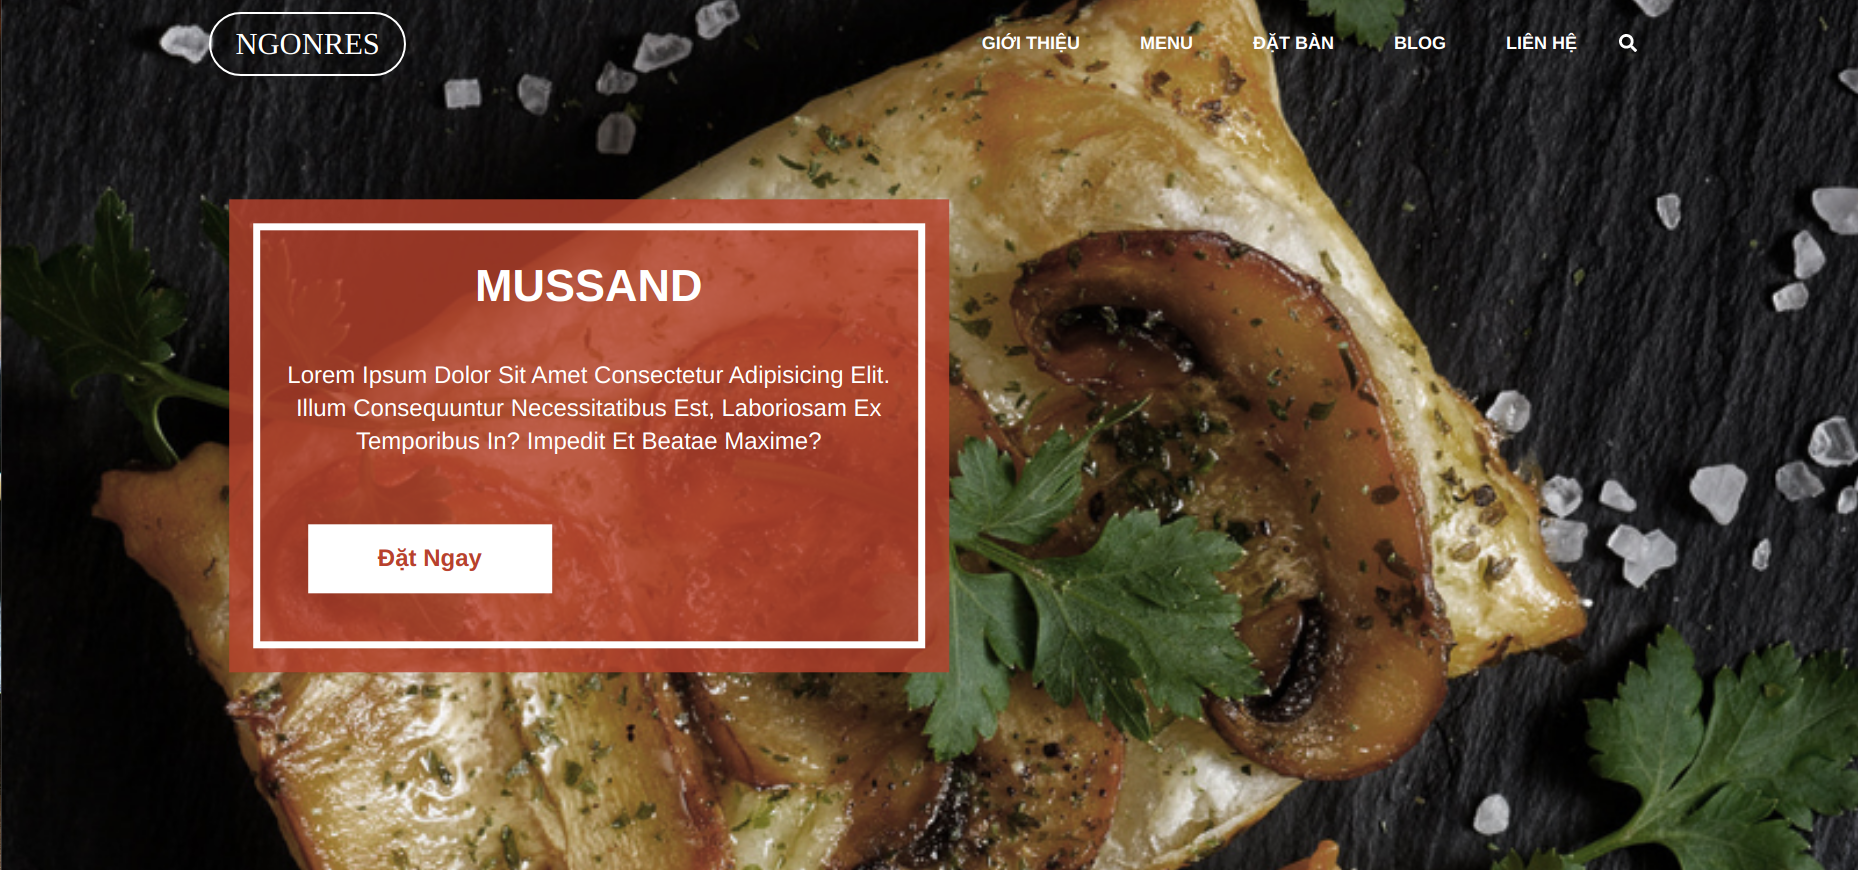 NGONRES
GIỚI THIỆU
MENU
ĐẶT BÀN
BLOG
LIÊN HỆ
MUSSAND
Lorem Ipsum Dolor Sit Amet Consectetur Adipisicing Elit.
Illum Consequuntur Necessitatibus Est, Laboriosam Ex
Temporibus In? Impedit Et Beatae Maxime?
Đặt Ngay